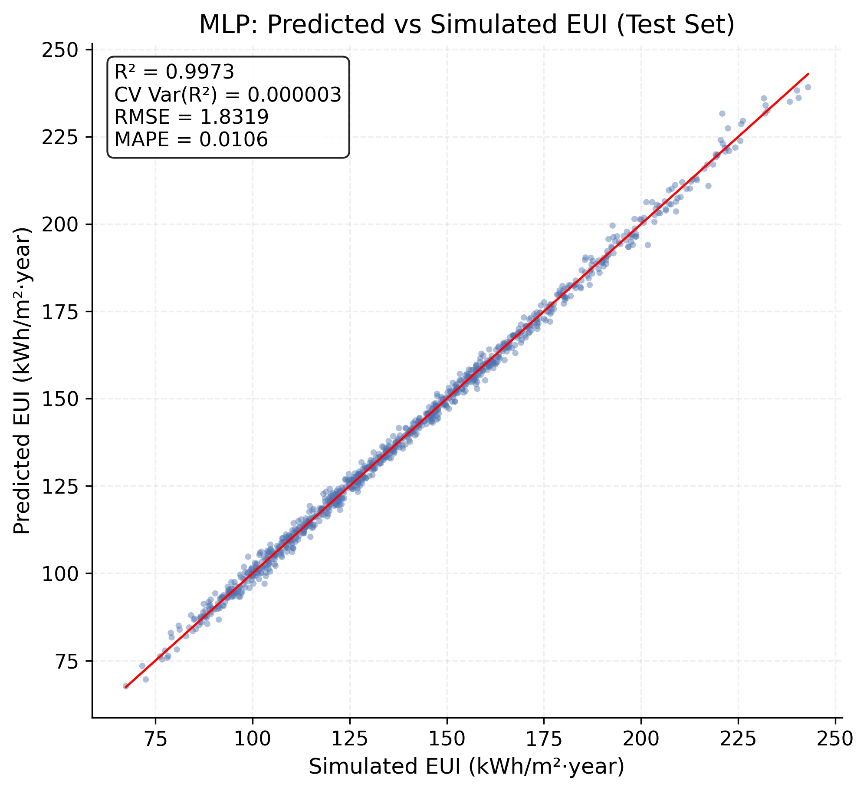 MLP: Predicted vs Simulated EUI (Test Set)
R² = 0.9973
CV Var(R²) = 0.000003
RMSE = 1.8319
MAPE = 0.0106
250
225
200
175
150
125
100
75
Predicted EUI (kWh/m²·year)
75 100 125 150 175 200 225 250
Simulated EUI (kWh/m²·year)